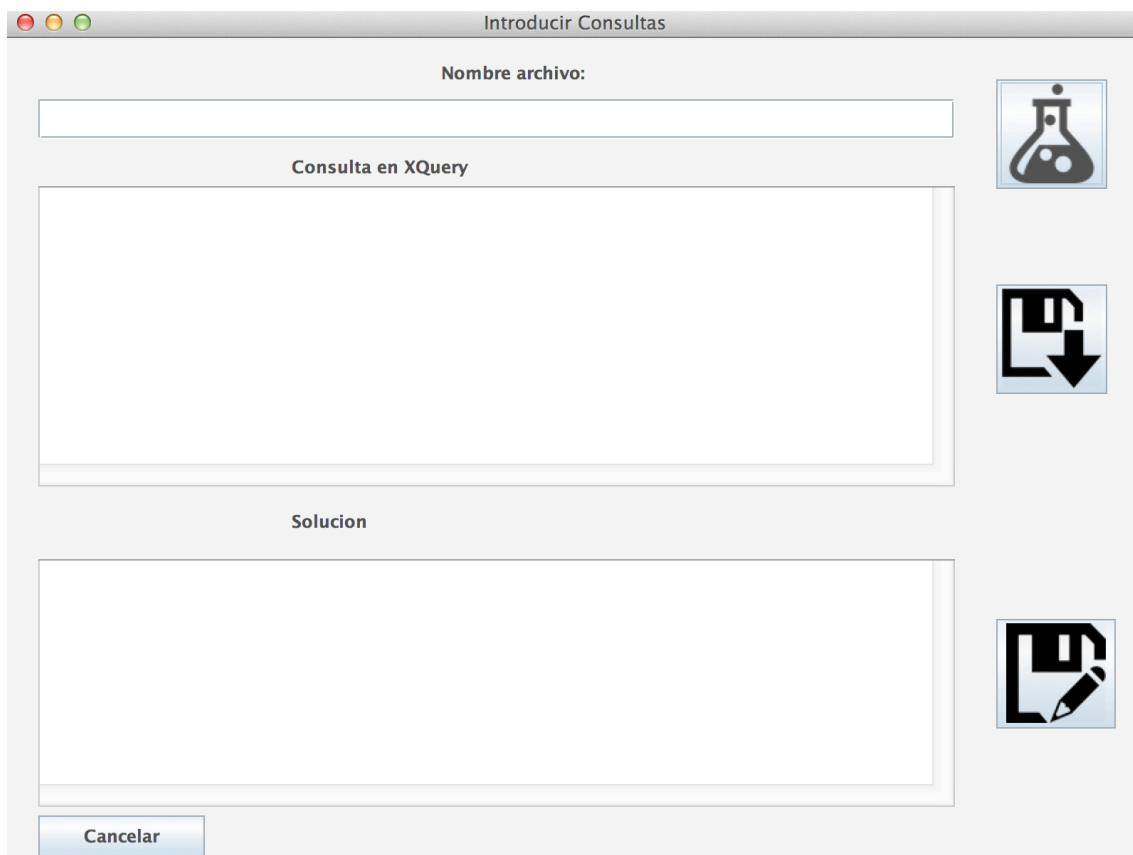 Introducir Consultas
Nombre archivo:
Consulta en XQuery
Solucion
Cancelar